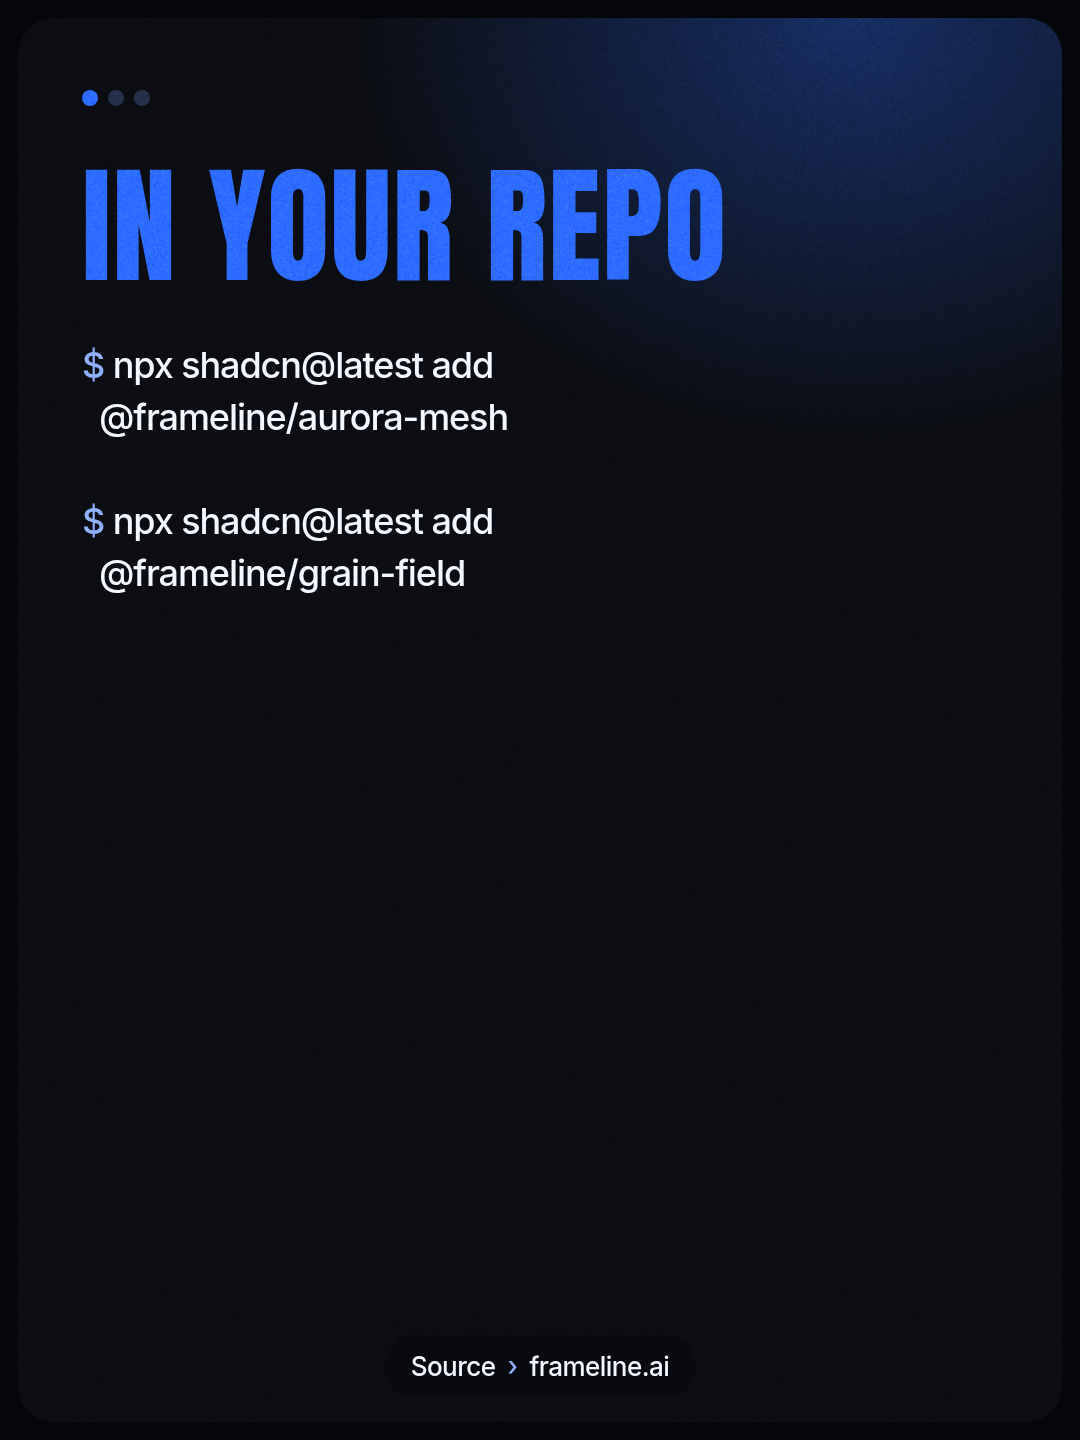 IN YOUR REPO
$ npx shadcn@latest add
@frameline/aurora-mesh
$ npx shadcn@latest add
@frameline/grain-field
Source › frameline.ai